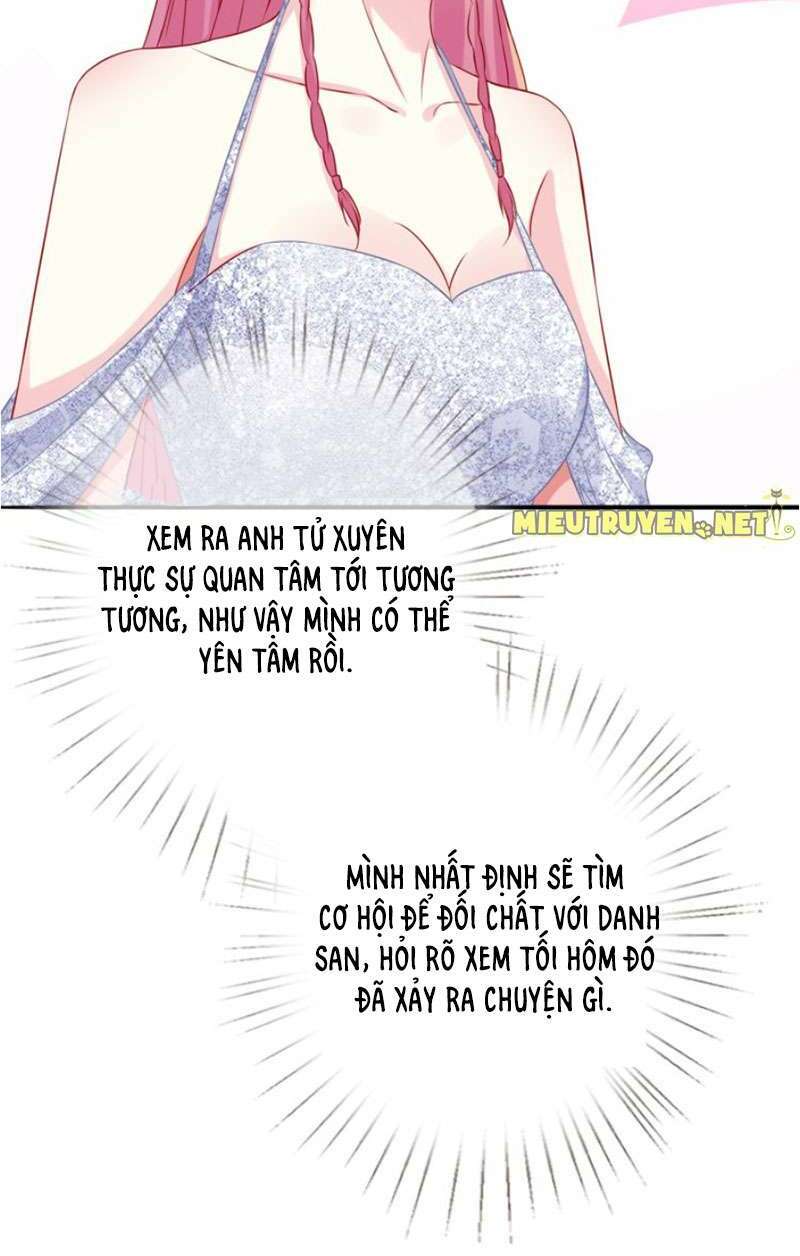 MIEUTRUYEN.NET
XEM RA ANH TỬ XUYÊN
THỰC SỰ QUAN TÂM TỚI TƯƠNG
TƯƠNG, NHƯ VẬY MÌNH CÓ THỂ
YÊN TÂM RỒI.
MÌNH NHẤT ĐỊNH SẼ TÌM
CƠ HỘI ĐỂ ĐỐI CHẤT VỚI DANH
SAN, HỎI RÕ XEM TỐI HÔM ĐÓ
ĐÃ XẢY RA CHUYỆN GÌ.